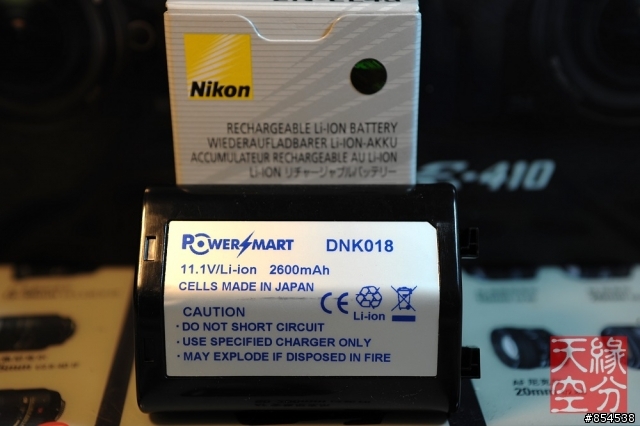 Nikon
RECHARGEABLE Li-ION BATTERY
WIEDERAUFLADBARER Li-ION-AKKU
ACCUMULATEUR RECHARGEABLE AU Li-ION
Li-ION リチャージャブルバッテリー
E-410
POWERSMART DNK018
11.1V/Li-ion 2600mAh
CELLS MADE IN JAPAN
CE
Li-ion
CAUTION
· DO NOT SHORT CIRCUIT
· USE SPECIFIED CHARGER ONLY
· MAY EXPLODE IF DISPOSED IN FIRE
20mm
天緣
空分
#854538